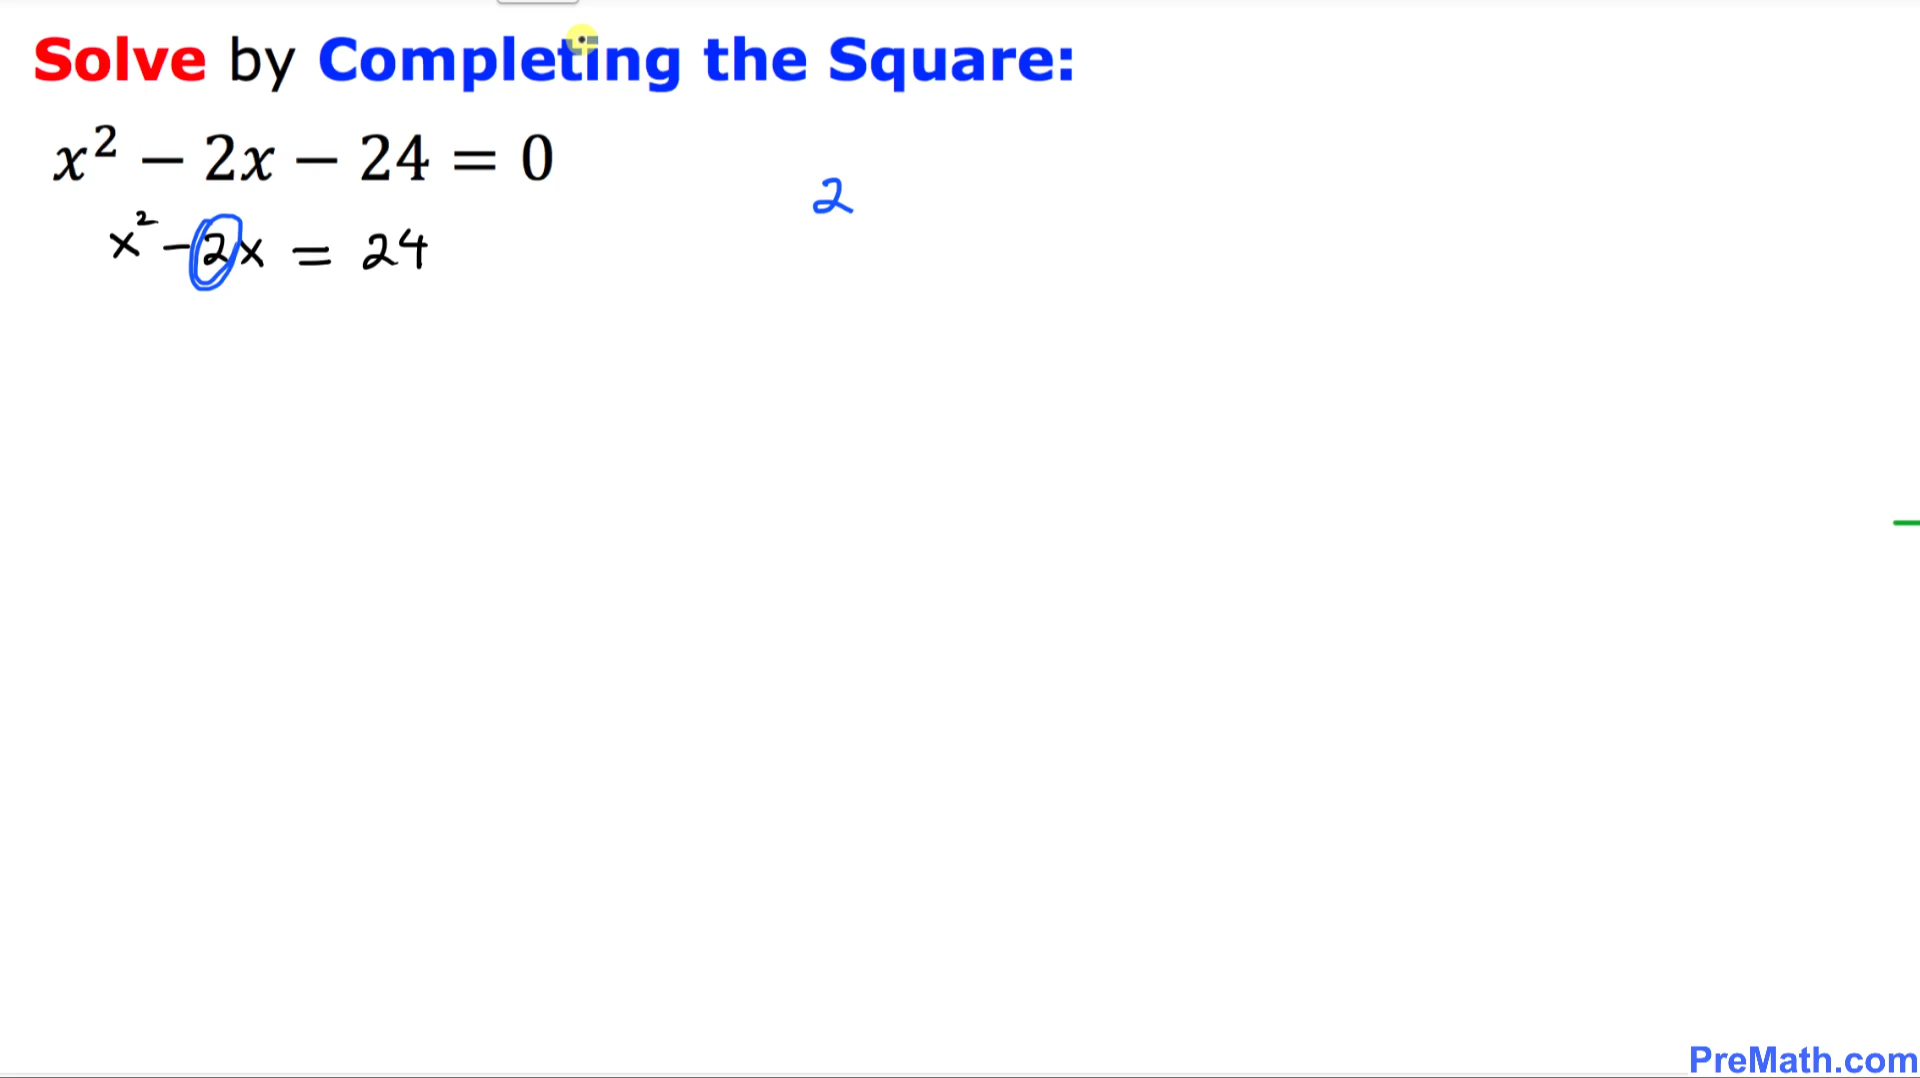 Solve by Completing the Square:
x² − 2x − 24 = 0
2
x² - 2x = 24
PreMath.com